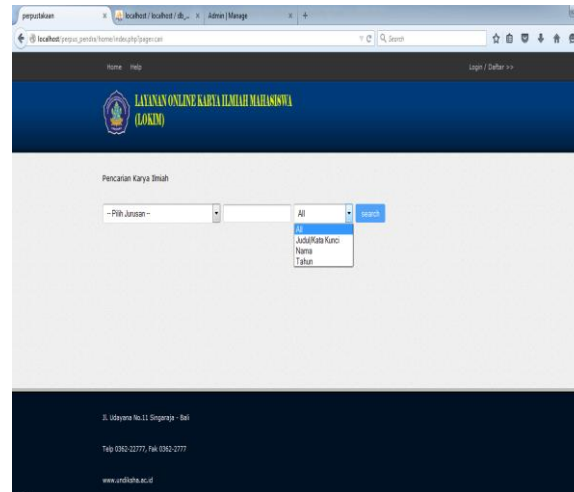 perpustakaan
localhost / localhost / db_...
Admin | Manage
localhost/perpus_pendis/home/index.php?page=cari
Search
Home Help
Login / Daftar >>
LAYANAN ONLINE KARYA ILMIAH MAHASISWA
(LOKIM)
Pencarian Karya Ilmiah
-- Pilih Jurusan --
All
search
All
Judul/Kata Kunci
Nama
Tahun
Jl. Udayana No.11 Singaraja - Bali
Telp 0362-22777, Fak 0362-2777
www.undiksha.ac.id